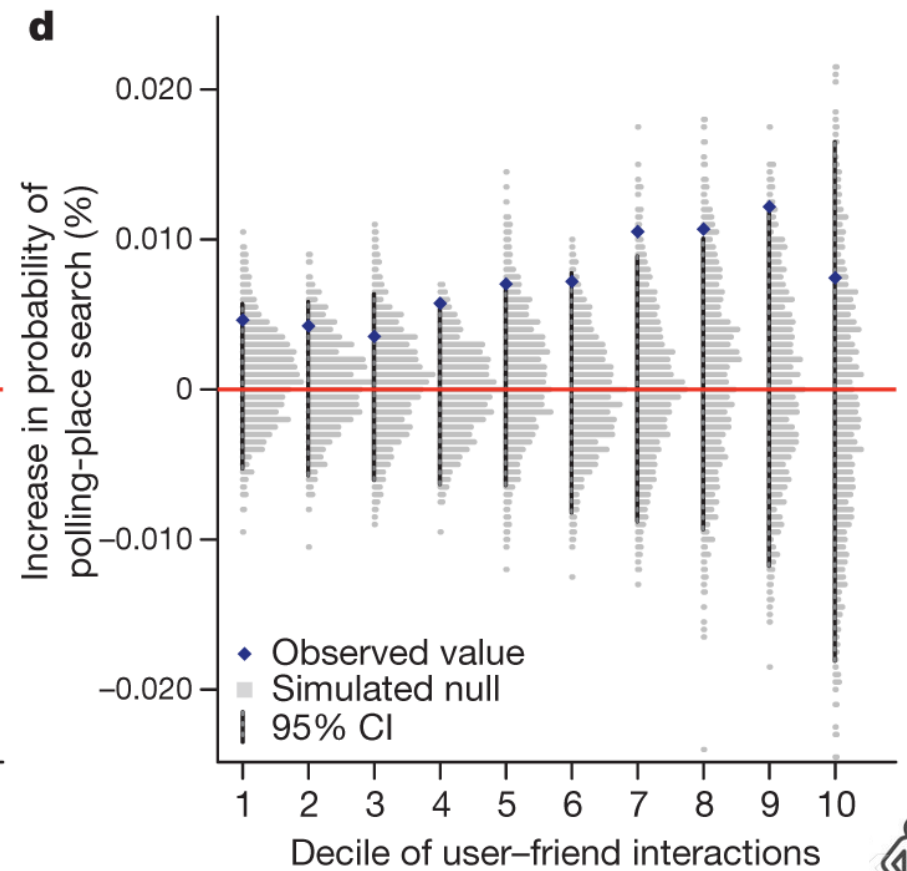 d
Increase in probability of
polling-place search (%)
0.020
0.010
0
–0.010
–0.020
Observed value
Simulated null
95% CI
1 2 3 4 5 6 7 8 9 10
Decile of user–friend interactions